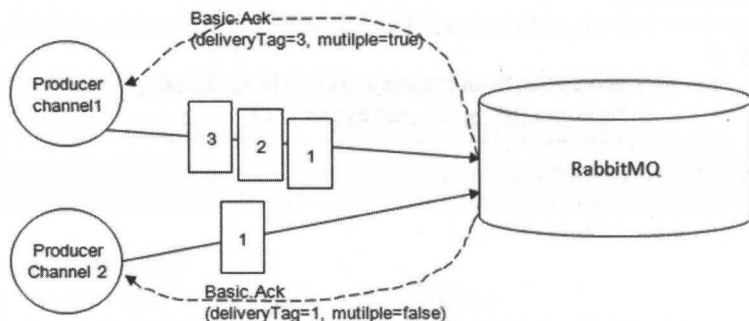 Basic.Ack
(deliveryTag=3, mutilple=true)
Producer
channel1
3
2
1
RabbitMQ
1
Producer
Channel 2
Basic.Ack
(deliveryTag=1, mutilple=false)